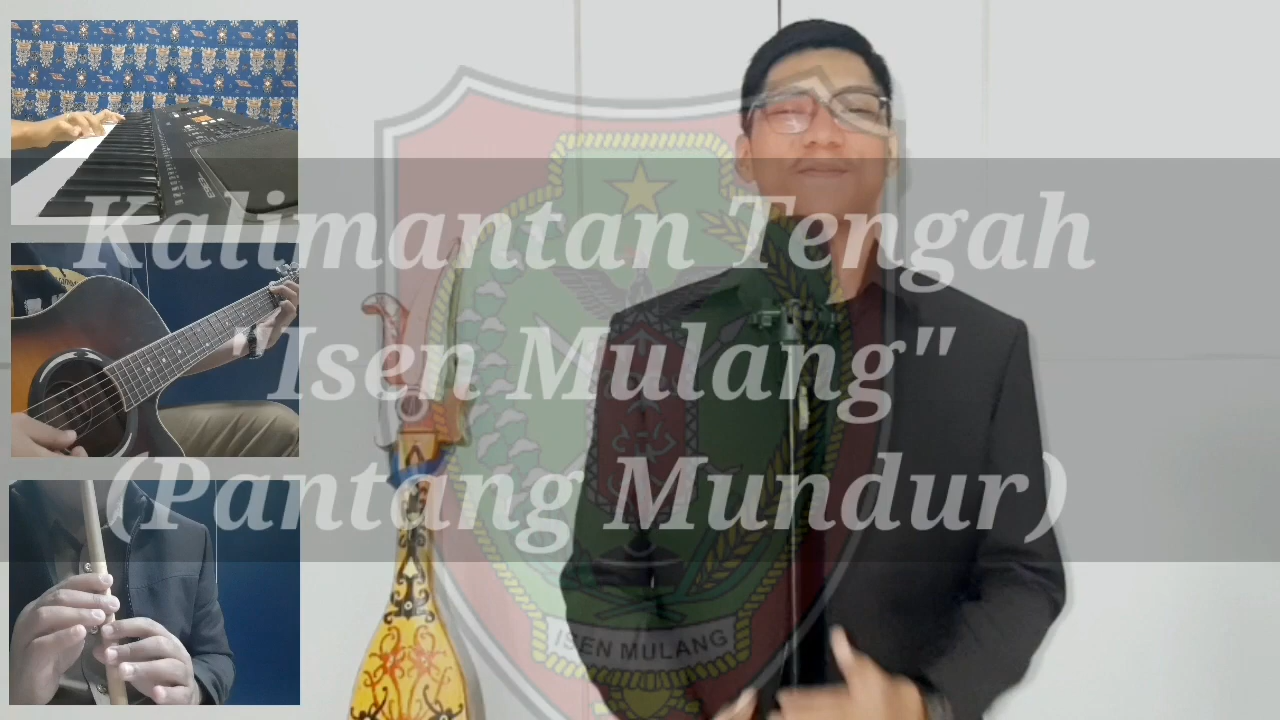 Kalimantan Tengah
"Isen Mulang"
(Pantang Mundur)
ISEN MULANG